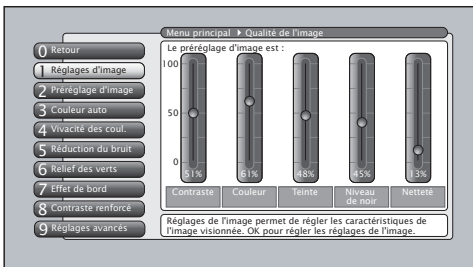 Menu principal ▸ Qualité de l'image
0 Retour
1 Réglages d'image
2 Préréglage d'image
3 Couleur auto
4 Vivacité des coul.
5 Réduction du bruit
6 Relief des verts
7 Effet de bord
8 Contraste renforcé
9 Réglages avancés
Le préréglage d'image est :
100
50
0
51% 61% 48% 45% 13%
Contraste Couleur Teinte Niveau de noir Netteté
Réglages de l'image permet de régler les caractéristiques de
l'image visionnée. OK pour régler les réglages de l'image.